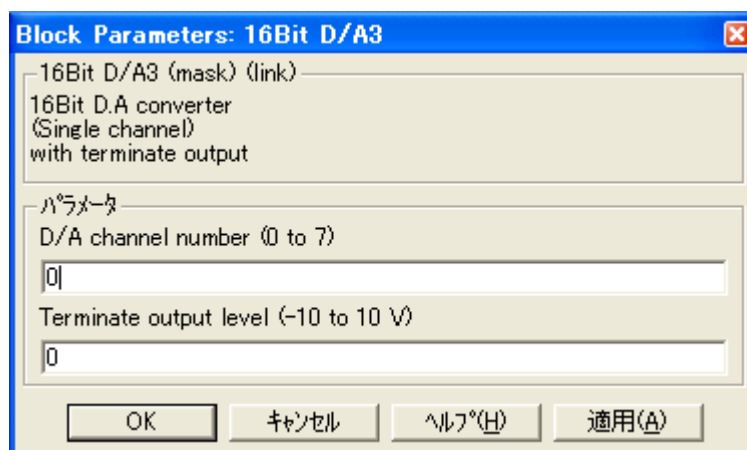 Block Parameters: 16Bit D/A3
16Bit D/A3 (mask) (link)
16Bit D.A converter
(Single channel)
with terminate output
ﾊﾟﾗﾒｰﾀ
D/A channel number (0 to 7)
0
Terminate output level (-10 to 10 V)
0
OK ｷｬﾝｾﾙ ﾍﾙﾌﾟ(H) 適用(A)